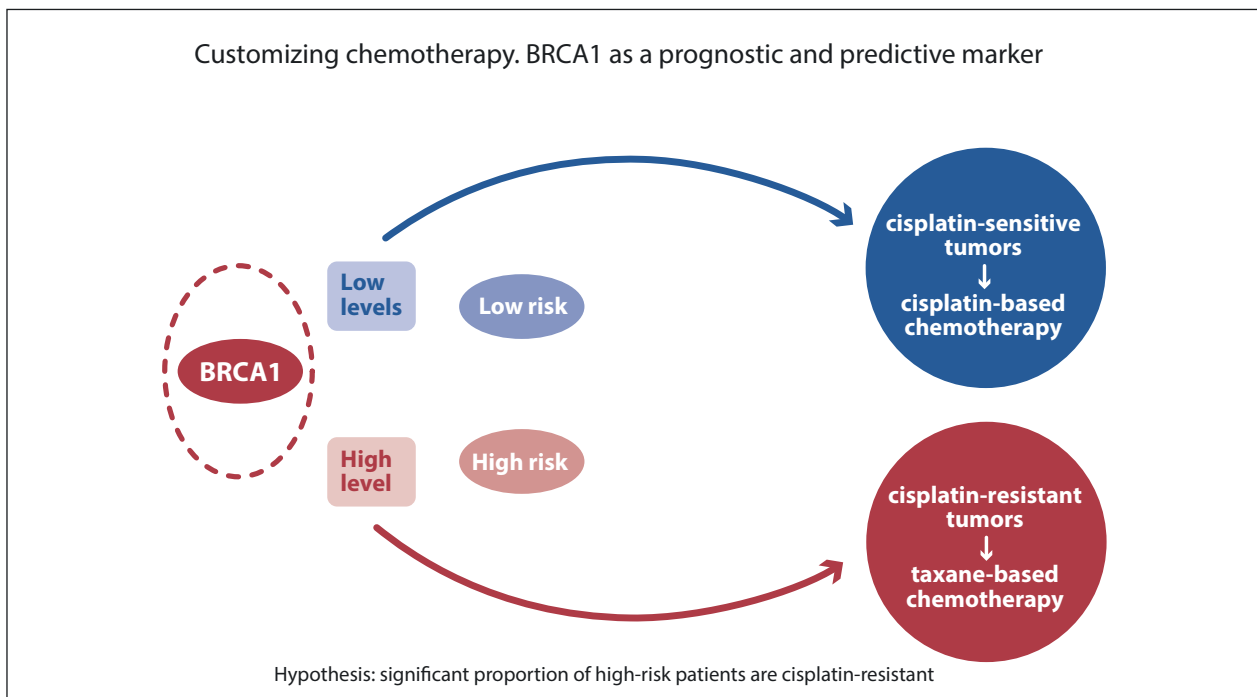 Customizing chemotherapy. BRCA1 as a prognostic and predictive marker
BRCA1
Low
levels
Low risk
cisplatin-sensitive
tumors
↓
cisplatin-based
chemotherapy
High
level
High risk
cisplatin-resistant
tumors
↓
taxane-based
chemotherapy
Hypothesis: significant proportion of high-risk patients are cisplatin-resistant